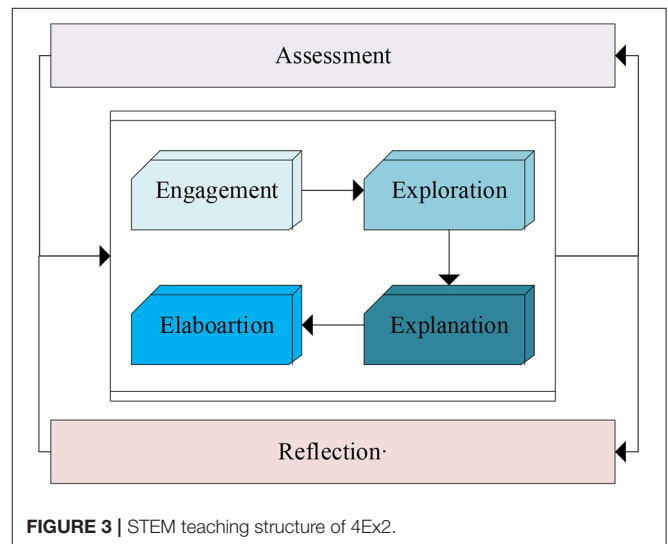 Assessment
Engagement
Exploration
Elaboartion
Explanation
Reflection·
FIGURE 3 | STEM teaching structure of 4Ex2.